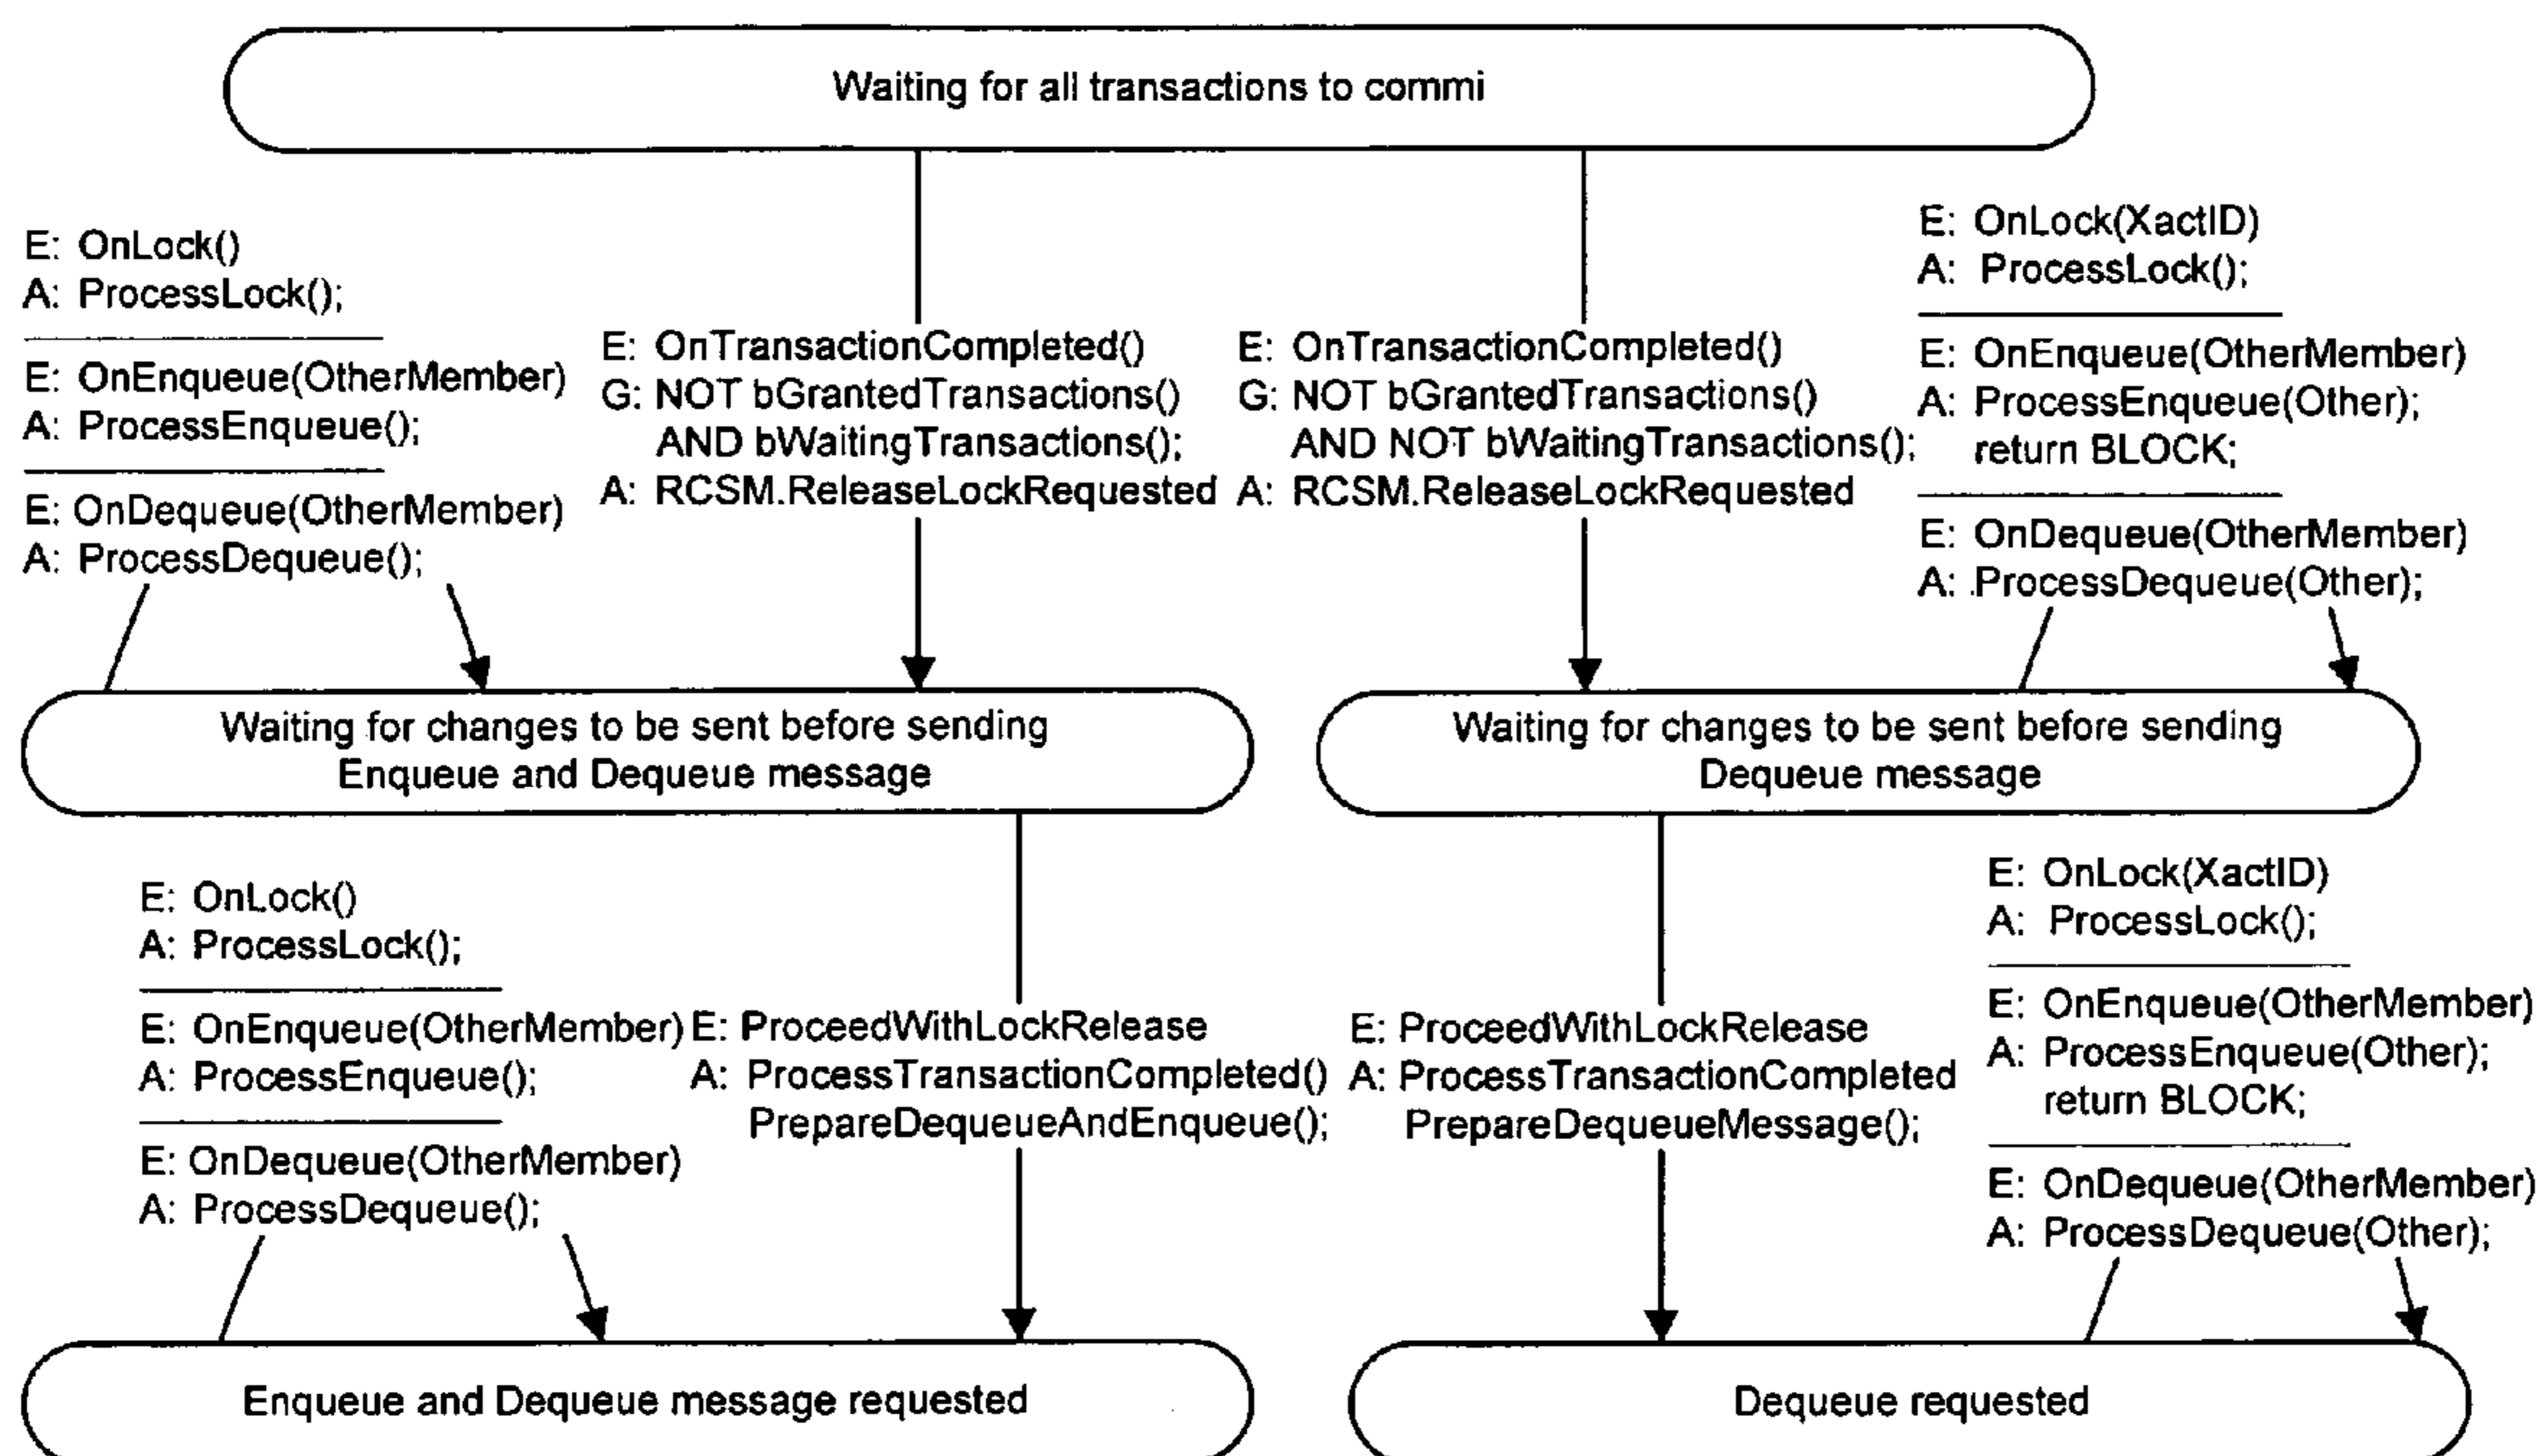 Waiting for all transactions to commi
E: OnLock()
A: ProcessLock();
E: OnEnqueue(OtherMember)
A: ProcessEnqueue();
E: OnDequeue(OtherMember)
A: ProcessDequeue();
E: OnTransactionCompleted()
G: NOT bGrantedTransactions()
AND bWaitingTransactions();
A: RCSM.ReleaseLockRequested
E: OnTransactionCompleted()
G: NOT bGrantedTransactions()
AND NOT bWaitingTransactions();
A: RCSM.ReleaseLockRequested
E: OnLock(XactID)
A: ProcessLock();
E: OnEnqueue(OtherMember)
A: ProcessEnqueue(Other);
return BLOCK;
E: OnDequeue(OtherMember)
A: ProcessDequeue(Other);
Waiting for changes to be sent before sending
Enqueue and Dequeue message
Waiting for changes to be sent before sending
Dequeue message
E: OnLock()
A: ProcessLock();
E: OnEnqueue(OtherMember)
A: ProcessEnqueue();
E: OnDequeue(OtherMember)
A: ProcessDequeue();
E: ProceedWithLockRelease
A: ProcessTransactionCompleted()
PrepareDequeueAndEnqueue();
E: ProceedWithLockRelease
A: ProcessTransactionCompleted
PrepareDequeueMessage();
E: OnLock(XactID)
A: ProcessLock();
E: OnEnqueue(OtherMember)
A: ProcessEnqueue(Other);
return BLOCK;
E: OnDequeue(OtherMember)
A: ProcessDequeue(Other);
Enqueue and Dequeue message requested
Dequeue requested